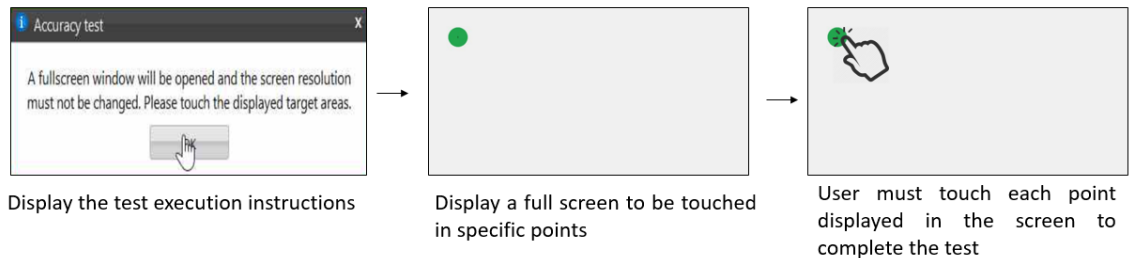 Accuracy test
X
A fullscreen window will be opened and the screen resolution
must not be changed. Please touch the displayed target areas.
OK
Display the test execution instructions
Display a full screen to be touched
in specific points
User must touch each point
displayed in the screen to
complete the test